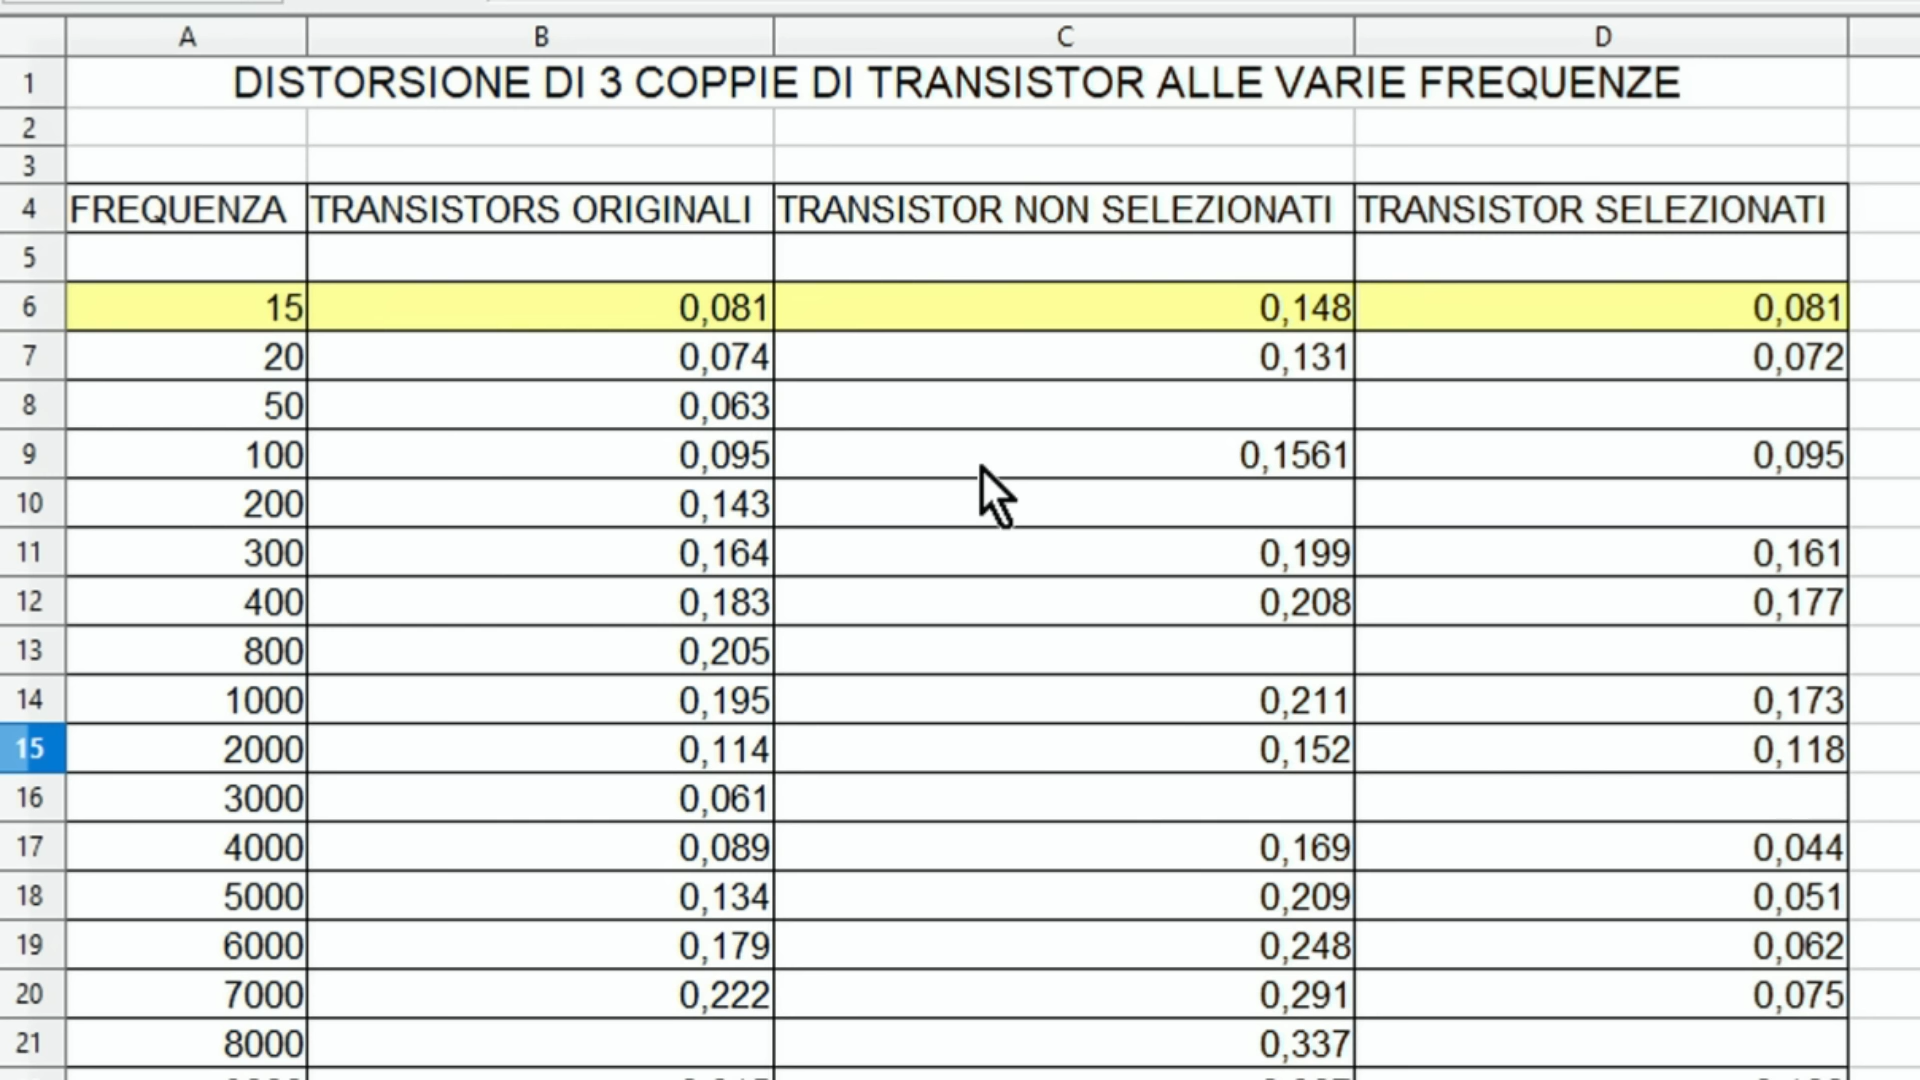 A B C D
1 DISTORSIONE DI 3 COPPIE DI TRANSISTOR ALLE VARIE FREQUENZE
2
3
4 FREQUENZA TRANSISTORS ORIGINALI TRANSISTOR NON SELEZIONATI TRANSISTOR SELEZIONATI
5
6 15 0,081 0,148 0,081
7 20 0,074 0,131 0,072
8 50 0,063
9 100 0,095 0,1561 0,095
10 200 0,143
11 300 0,164 0,199 0,161
12 400 0,183 0,208 0,177
13 800 0,205
14 1000 0,195 0,211 0,173
15 2000 0,114 0,152 0,118
16 3000 0,061
17 4000 0,089 0,169 0,044
18 5000 0,134 0,209 0,051
19 6000 0,179 0,248 0,062
20 7000 0,222 0,291 0,075
21 8000 0,337